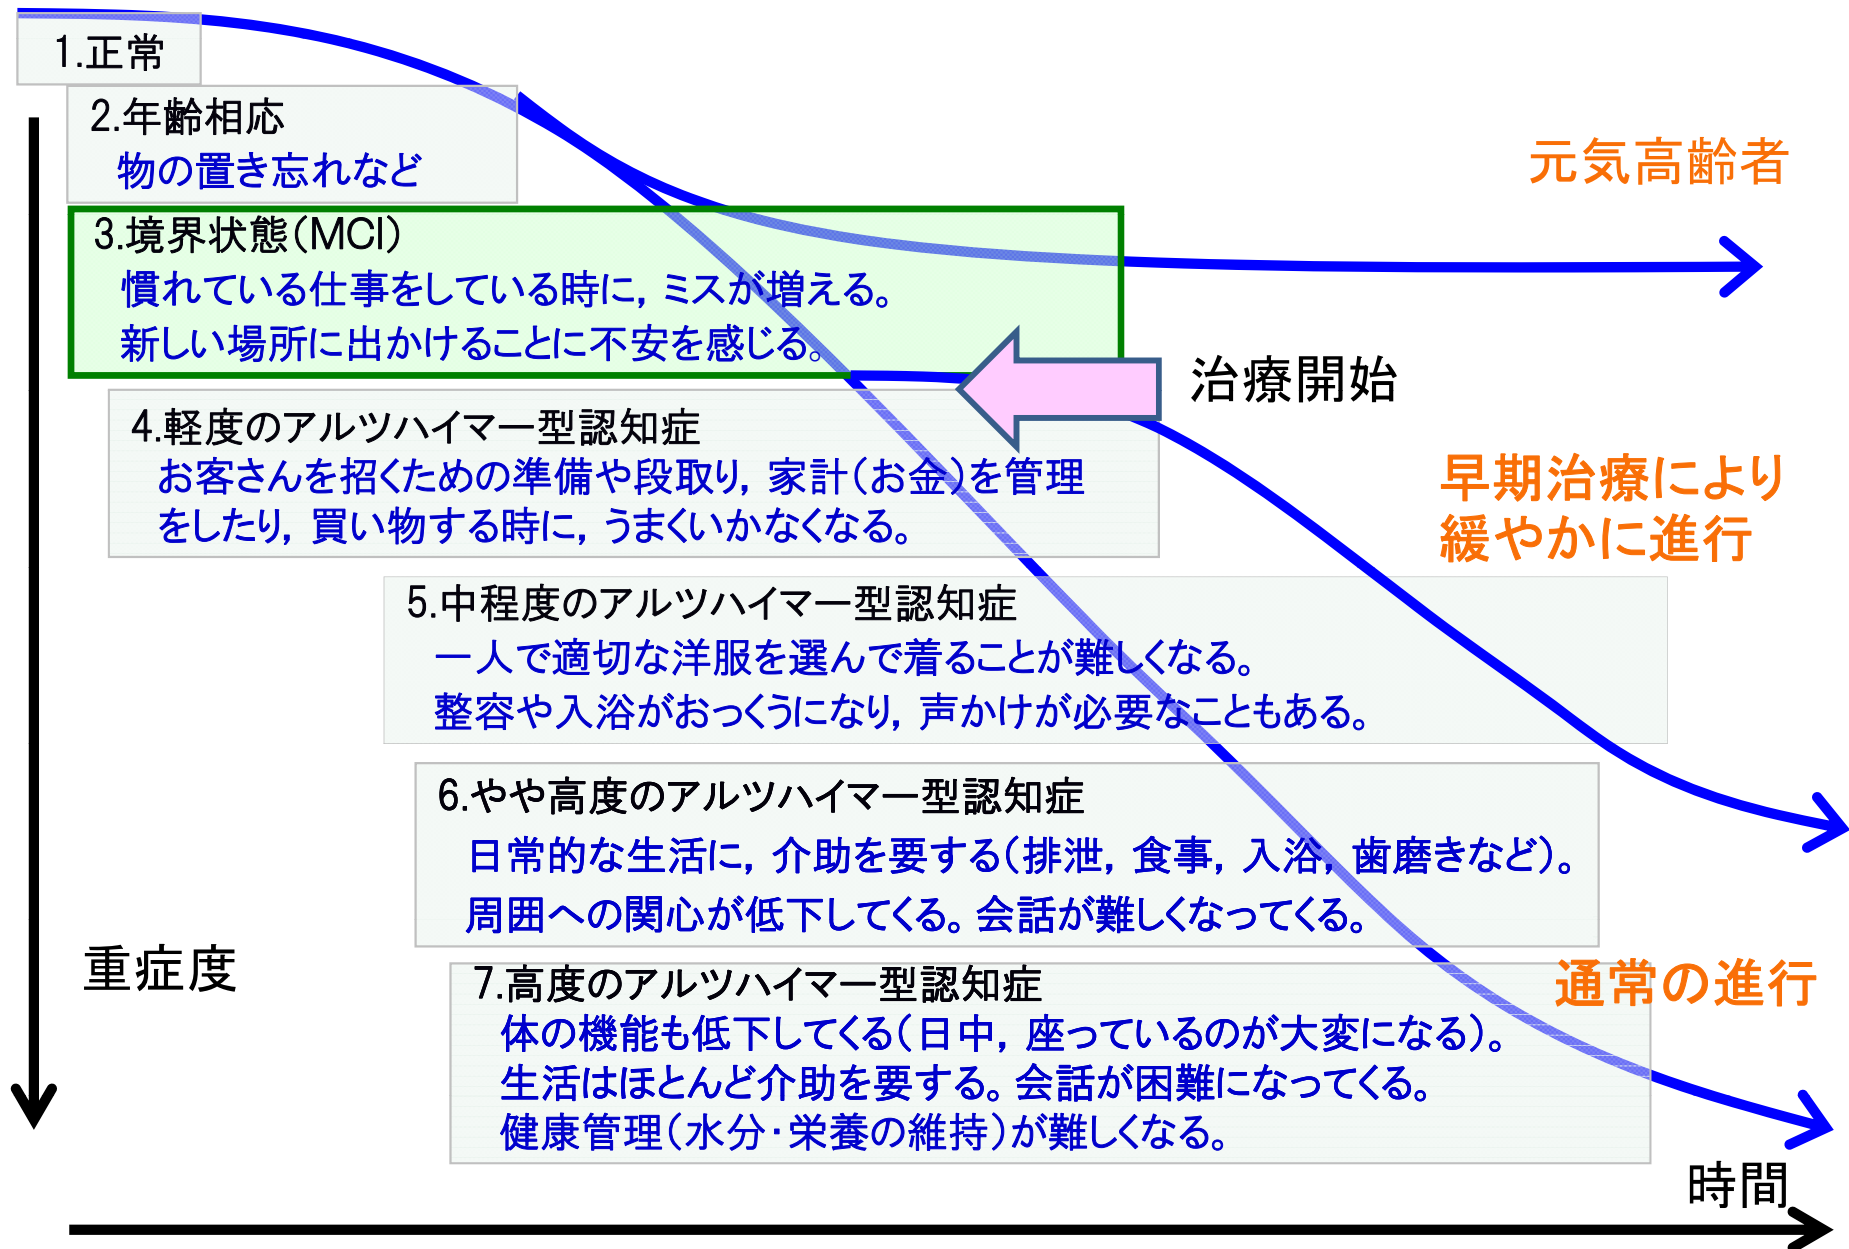 1.正常
2.年齢相応
物の置き忘れなど
元気高齢者
3.境界状態(MCI)
慣れている仕事をしている時に, ミスが増える。
新しい場所に出かけることに不安を感じる。
治療開始
4.軽度のアルツハイマー型認知症
お客さんを招くための準備や段取り, 家計(お金)を管理
をしたり, 買い物する時に, うまくいかなくなる。
早期治療により
緩やかに進行
5.中程度のアルツハイマー型認知症
一人で適切な洋服を選んで着ることが難しくなる。
整容や入浴がおっくうになり, 声かけが必要なこともある。
6.やや高度のアルツハイマー型認知症
日常的な生活に, 介助を要する(排泄, 食事, 入浴, 歯磨きなど)。
周囲への関心が低下してくる。会話が難しくなってくる。
重症度
通常の進行
7.高度のアルツハイマー型認知症
体の機能も低下してくる(日中, 座っているのが大変になる)。
生活はほとんど介助を要する。会話が困難になってくる。
健康管理(水分・栄養の維持)が難しくなる。
時間